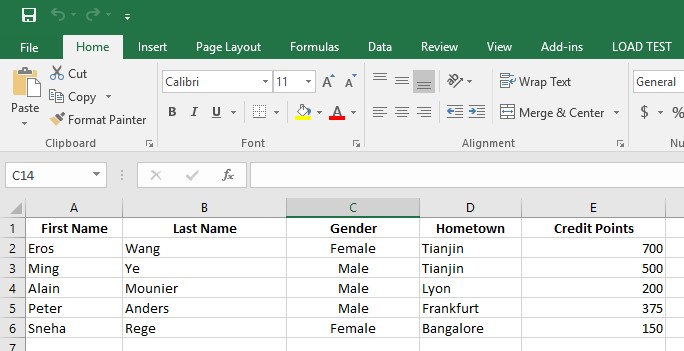 File Home Insert Page Layout Formulas Data Review View Add-ins LOAD TEST
Cut Calibri 11 A A Wrap Text General
Copy
Paste Format Painter B I U A Merge & Center $ %
Clipboard Font Alignment
C14 fx
A B C D E
1 First Name Last Name Gender Hometown Credit Points
2 Eros Wang Female Tianjin 700
3 Ming Ye Male Tianjin 500
4 Alain Mounier Male Lyon 200
5 Peter Anders Male Frankfurt 375
6 Sneha Rege Female Bangalore 150
7